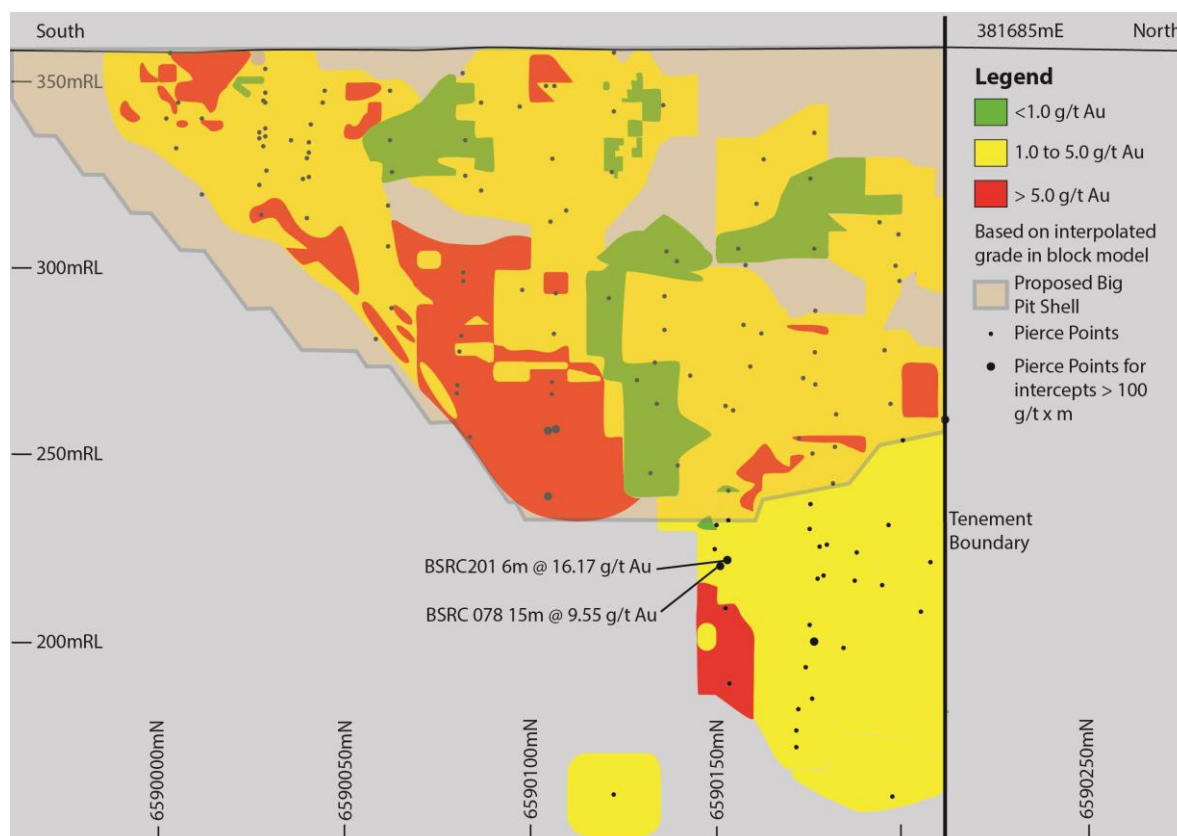 South
381685mE
North
350mRL
Legend
<1.0 g/t Au
1.0 to 5.0 g/t Au
> 5.0 g/t Au
Based on interpolated
grade in block model
Proposed Big
Pit Shell
Pierce Points
Pierce Points for
intercepts > 100
g/t x m
300mRL
250mRL
Tenement
Boundary
BSRC201 6m @ 16.17 g/t Au
BSRC 078 15m @ 9.55 g/t Au
200mRL
6590000mN
6590050mN
6590100mN
6590150mN
6590250mN